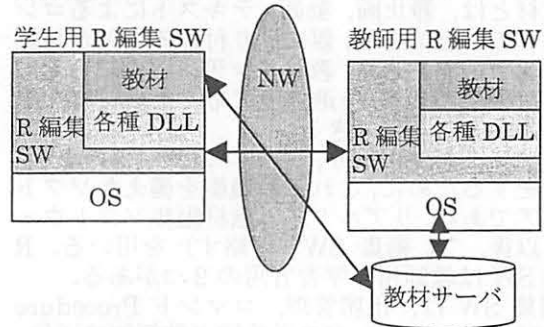 学生用 R 編集 SW
教師用 R 編集 SW
NW
教材
各種 DLL
R 編集
SW
OS
教材
各種 DLL
R 編集
SW
OS
教材サーバ